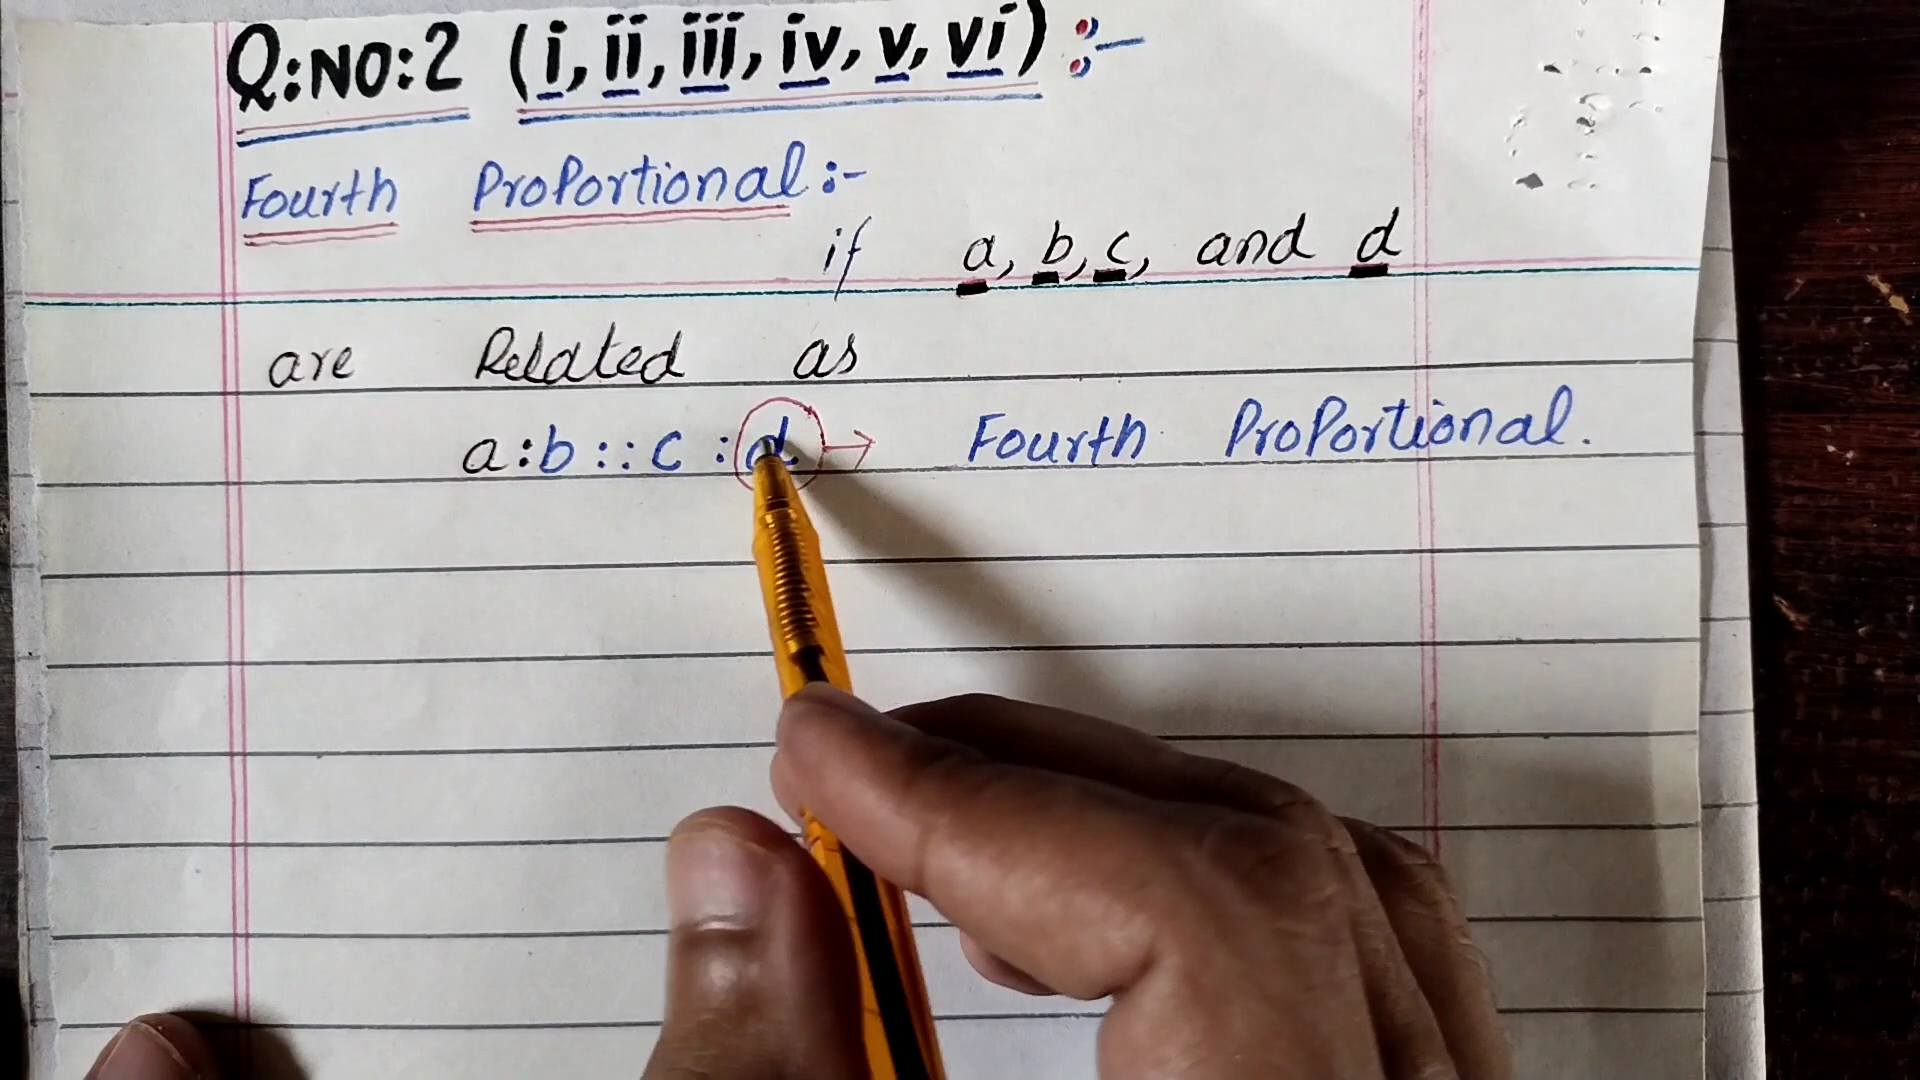 Q:NO:2 (i, ii, iii, iv, v, vi) :-
Fourth Proportional:-
if a, b, c, and d
are Related as
a:b :: c :d → Fourth Proportional.